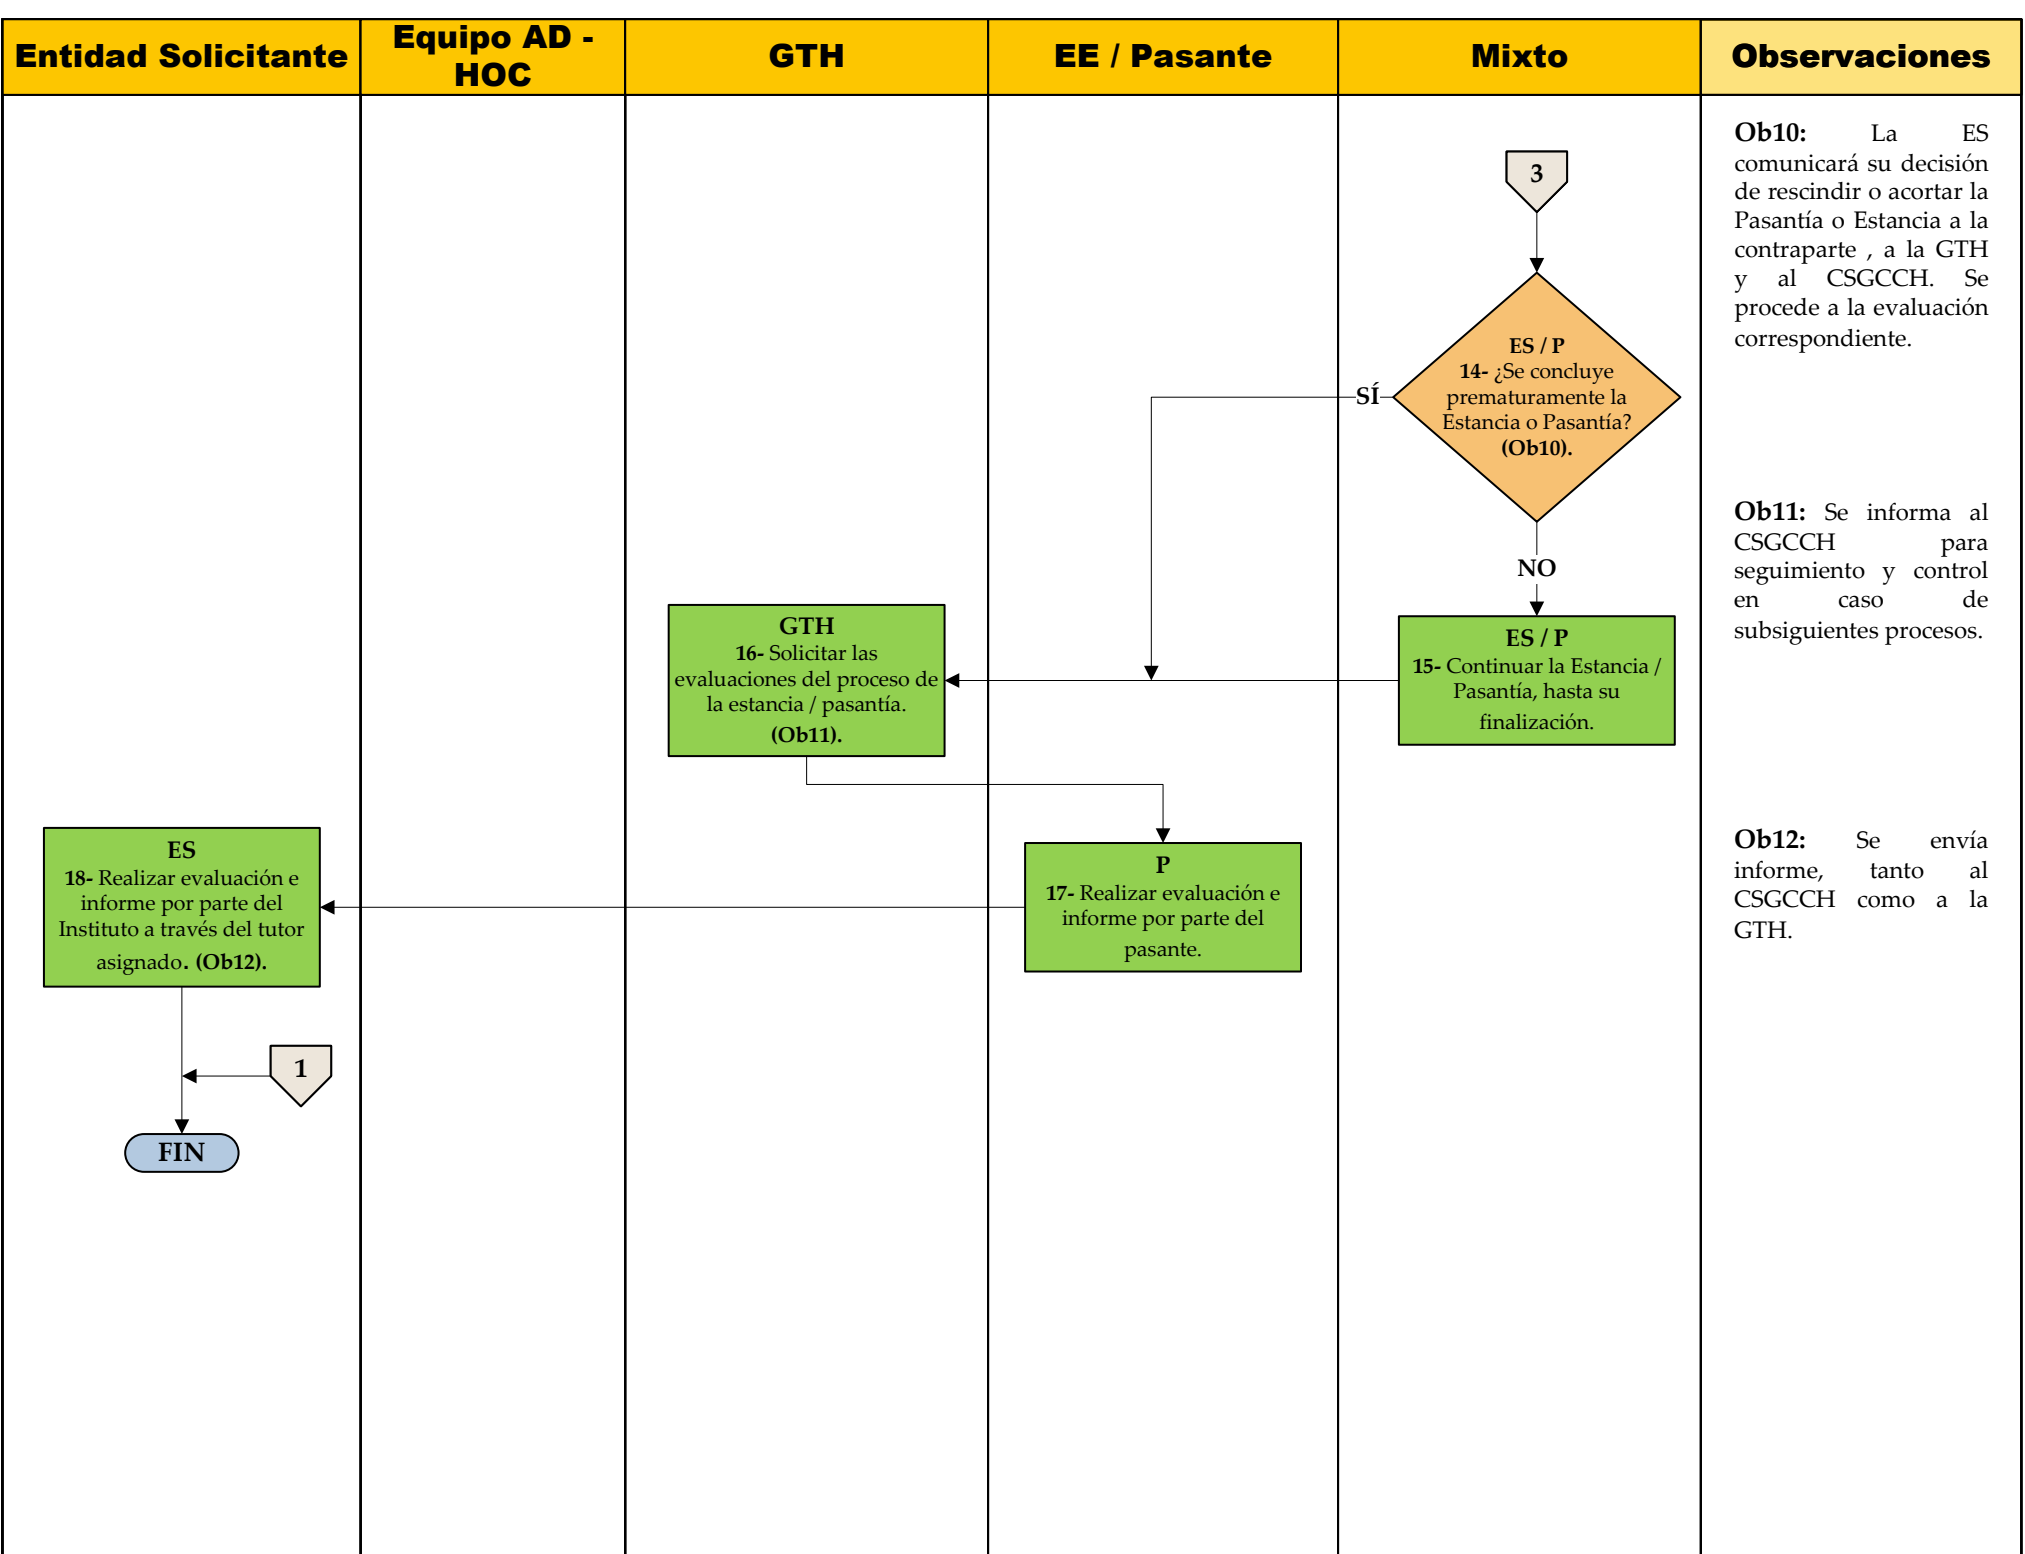 Entidad Solicitante
Equipo AD -
HOC
GTH
EE / Pasante
Mixto
Observaciones
3
ES / P
14- ¿Se concluye
prematuramente la
Estancia o Pasantía?
(Ob10).
SÍ
NO
ES / P
15- Continuar la Estancia /
Pasantía, hasta su
finalización.
GTH
16- Solicitar las
evaluaciones del proceso de
la estancia / pasantía.
(Ob11).
P
17- Realizar evaluación e
informe por parte del
pasante.
ES
18- Realizar evaluación e
informe por parte del
Instituto a través del tutor
asignado. (Ob12).
1
FIN
Ob10: La ES
comunicará su decisión
de rescindir o acortar la
Pasantía o Estancia a la
contraparte , a la GTH
y al CSGCCH. Se
procede a la evaluación
correspondiente.
Ob11: Se informa al
CSGCCH para
seguimiento y control
en caso de
subsiguientes procesos.
Ob12: Se envía
informe, tanto al
CSGCCH como a la
GTH.